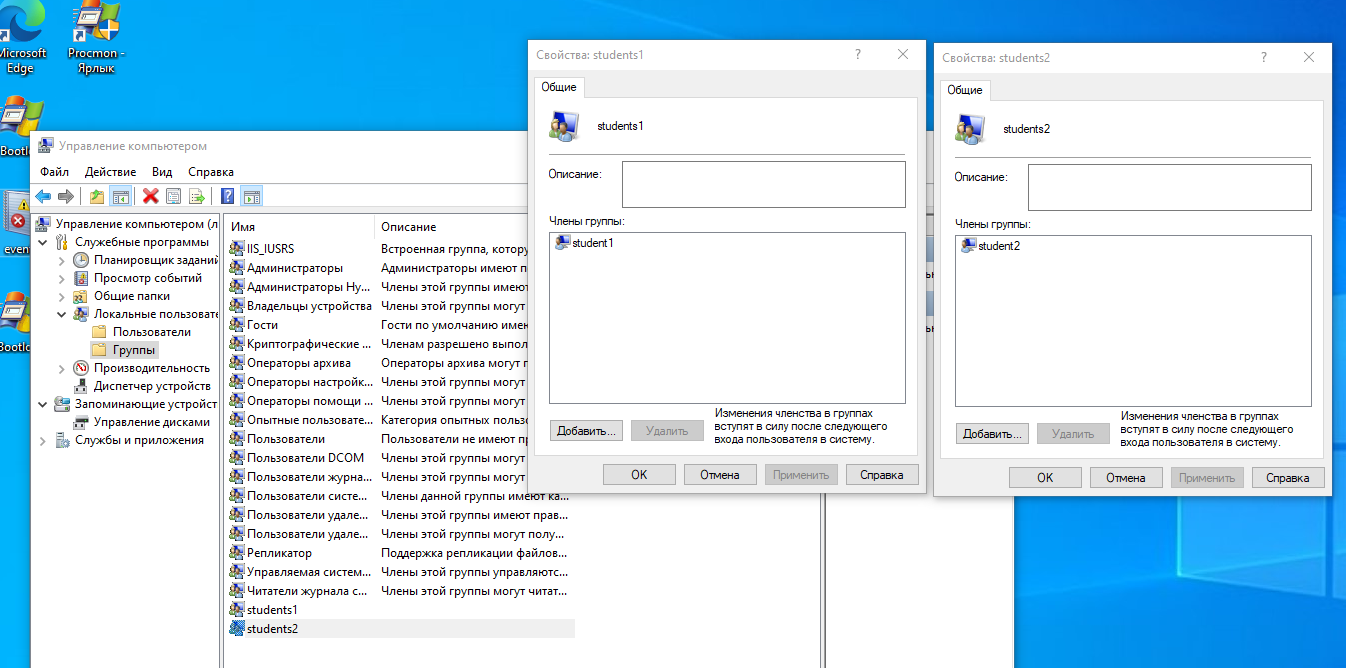 Microsoft
Edge
Procmon -
Ярлык
Управление компьютером
Файл Действие Вид Справка
Управление компьютером (л
Служебные программы
Планировщик заданий
Просмотр событий
Общие папки
Локальные пользовате
Пользователи
Группы
Производительность
Диспетчер устройств
Запоминающие устройст
Управление дисками
Службы и приложения
Имя Описание
IIS_IUSRS Встроенная группа, котору
Администраторы Администраторы имеют п
Администраторы Hy... Члены этой группы имеют
Владельцы устройства Члены этой группы могут
Гости Гости по умолчанию имею
Криптографические ... Членам разрешено выпол
Операторы архива Операторы архива могут п
Операторы настройк... Члены этой группы могут
Операторы помощи ... Члены этой группы могут
Опытные пользовате... Категория опытных польз
Пользователи Пользователи не имеют пр
Пользователи DCOM Члены этой группы могут
Пользователи журна... Члены этой группы могут
Пользователи систе... Члены данной группы имеют ка...
Пользователи удале... Члены этой группы имеют прав...
Пользователи удале... Члены этой группы могут полу...
Репликатор Поддержка репликации файлов...
Управляемая систем... Члены этой группы управляютс...
Читатели журнала с... Члены этой группы могут читат...
students1
students2
Свойства: students1
Общие
students1
Описание:
Члены группы:
student1
Добавить... Удалить
Изменения членства в группах
вступят в силу после следующего
входа пользователя в систему.
OK Отмена Применить Справка
Свойства: students2
Общие
students2
Описание:
Члены группы:
student2
Добавить... Удалить
Изменения членства в группах
вступят в силу после следующего
входа пользователя в систему.
OK Отмена Применить Справка